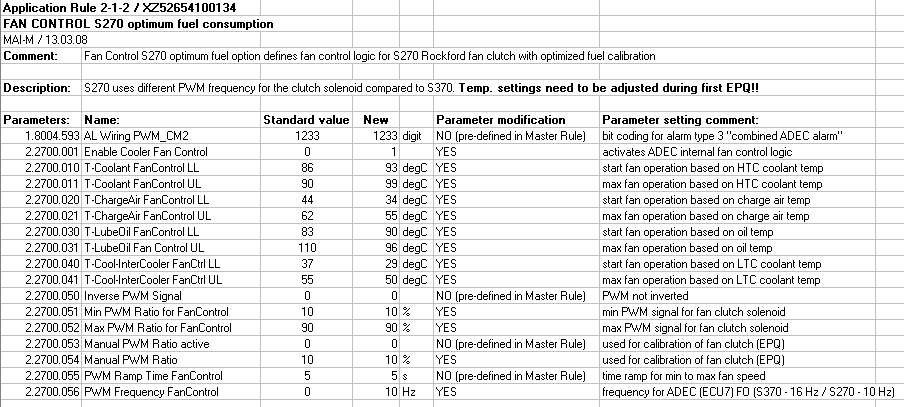 Application Rule 2-1-2 / XZ52654100134
FAN CONTROL S270 optimum fuel consumption
MAI-M / 13.03.08
Comment: Fan Control S270 optimum fuel option defines fan control logic for S270 Rockford fan clutch with optimized fuel calibration
Description: S270 uses different PWM frequency for the clutch solenoid compared to S370. Temp. settings need to be adjusted during first EPQ!!
Parameters: Name: Standard value New Parameter modification Parameter setting comment:
1.8004.593 AL Wiring PWM_CM2 1233 1233 digit NO (pre-defined in Master Rule) bit coding for alarm type 3 "combined ADEC alarm"
2.2700.001 Enable Cooler Fan Control 0 1 YES activates ADEC internal fan control logic
2.2700.010 T-Coolant FanControl LL 86 93 degC YES start fan operation based on HTC coolant temp
2.2700.011 T-Coolant FanControl UL 90 99 degC YES max fan operation based on HTC coolant temp
2.2700.020 T-ChargeAir FanControl LL 44 34 degC YES start fan operation based on charge air temp
2.2700.021 T-ChargeAir FanControl UL 62 55 degC YES max fan operation based on charge air temp
2.2700.030 T-LubeOil FanControl LL 83 90 degC YES start fan operation based on oil temp
2.2700.031 T-LubeOil Fan Control UL 110 96 degC YES max fan operation based on oil temp
2.2700.040 T-Cool-InterCooler FanCtrl LL 37 29 degC YES start fan operation based on LTC coolant temp
2.2700.041 T-Cool-InterCooler FanCtrl UL 55 50 degC YES max fan operation based on LTC coolant temp
2.2700.050 Inverse PWM Signal 0 0 NO (pre-defined in Master Rule) PWM not inverted
2.2700.051 Min PWM Ratio for FanControl 10 10 % YES min PWM signal for fan clutch solenoid
2.2700.052 Max PWM Ratio for FanControl 90 90 % YES max PWM signal for fan clutch solenoid
2.2700.053 Manual PWM Ratio active 0 0 NO (pre-defined in Master Rule) used for calibration of fan clutch (EPQ)
2.2700.054 Manual PWM Ratio 10 10 % YES used for calibration of fan clutch (EPQ)
2.2700.055 PWM Ramp Time FanControl 5 5 s NO (pre-defined in Master Rule) time ramp for min to max fan speed
2.2700.056 PWM Frequency FanControl 0 10 Hz YES frequency for ADEC (ECU7) FO (S370 - 16 Hz / S270 - 10 Hz)